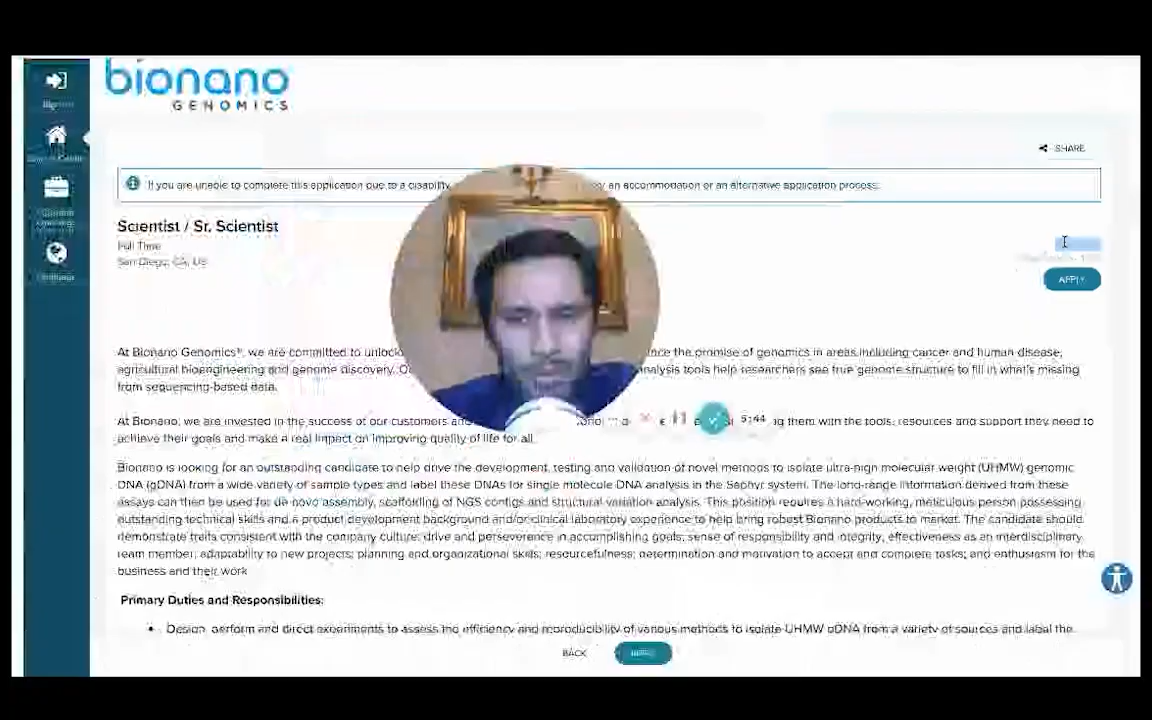 bionano
GENOMICS
SHARE
If you are unable to complete this application due to a disability, an accommodation or an alternative application process.
Scientist / Sr. Scientist
Full Time
San Diego, CA, US
APPLY
At Bionano Genomics®, we are committed to unlock the promise of genomics in areas including cancer and human disease,
agricultural bioengineering and genome discovery. tools help researchers see true genome structure to fill in what's missing
from sequencing-based data.
At Bionano, we are invested in the success of our customers 5:44 them with the tools, resources and support they need to
achieve their goals and make a real impact on improving quality of life for all.
Bionano is looking for an outstanding candidate to help drive the development, testing and validation of novel methods to isolate ultra-high molecular weight (UHMW) genomic
DNA (gDNA) from a wide variety of sample types and label these DNAs for single molecule DNA analysis in the Saphyr system. The long-range information derived from these
assays can then be used for de novo assembly, scaffolding of NGS contigs and structural variation analysis. This position requires a hard-working, meticulous person possessing
outstanding technical skills and a product development background and/or clinical laboratory experience to help bring robust Bionano products to market. The candidate should
demonstrate traits consistent with the company culture: drive and perseverance in accomplishing goals; sense of responsibility and integrity, effectiveness as an interdisciplinary
team member; adaptability to new projects; planning and organizational skills; resourcefulness; determination and motivation to accept and complete tasks; and enthusiasm for the
business and their work
Primary Duties and Responsibilities:
• Design, perform and direct experiments to assess the efficiency and reproducibility of various methods to isolate UHMW gDNA from a variety of sources and label the
BACK